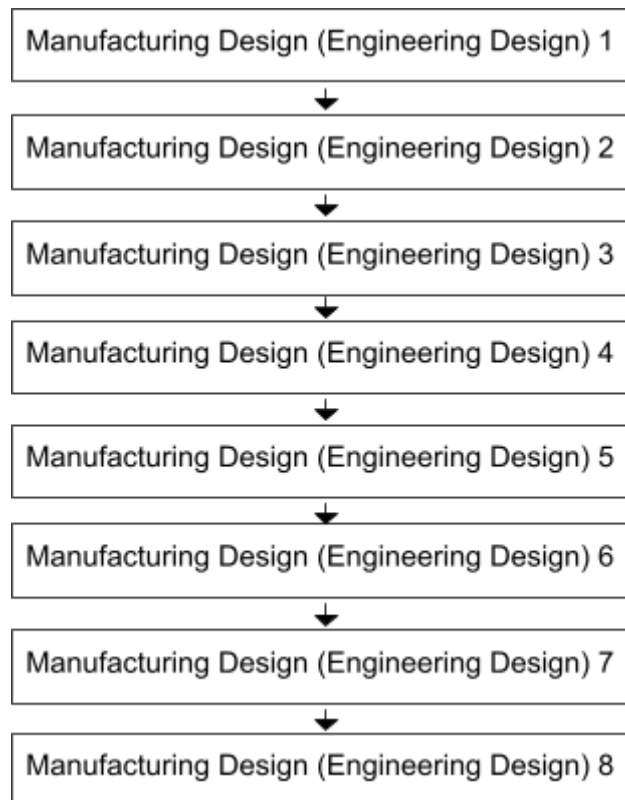 Manufacturing Design (Engineering Design) 1
Manufacturing Design (Engineering Design) 2
Manufacturing Design (Engineering Design) 3
Manufacturing Design (Engineering Design) 4
Manufacturing Design (Engineering Design) 5
Manufacturing Design (Engineering Design) 6
Manufacturing Design (Engineering Design) 7
Manufacturing Design (Engineering Design) 8